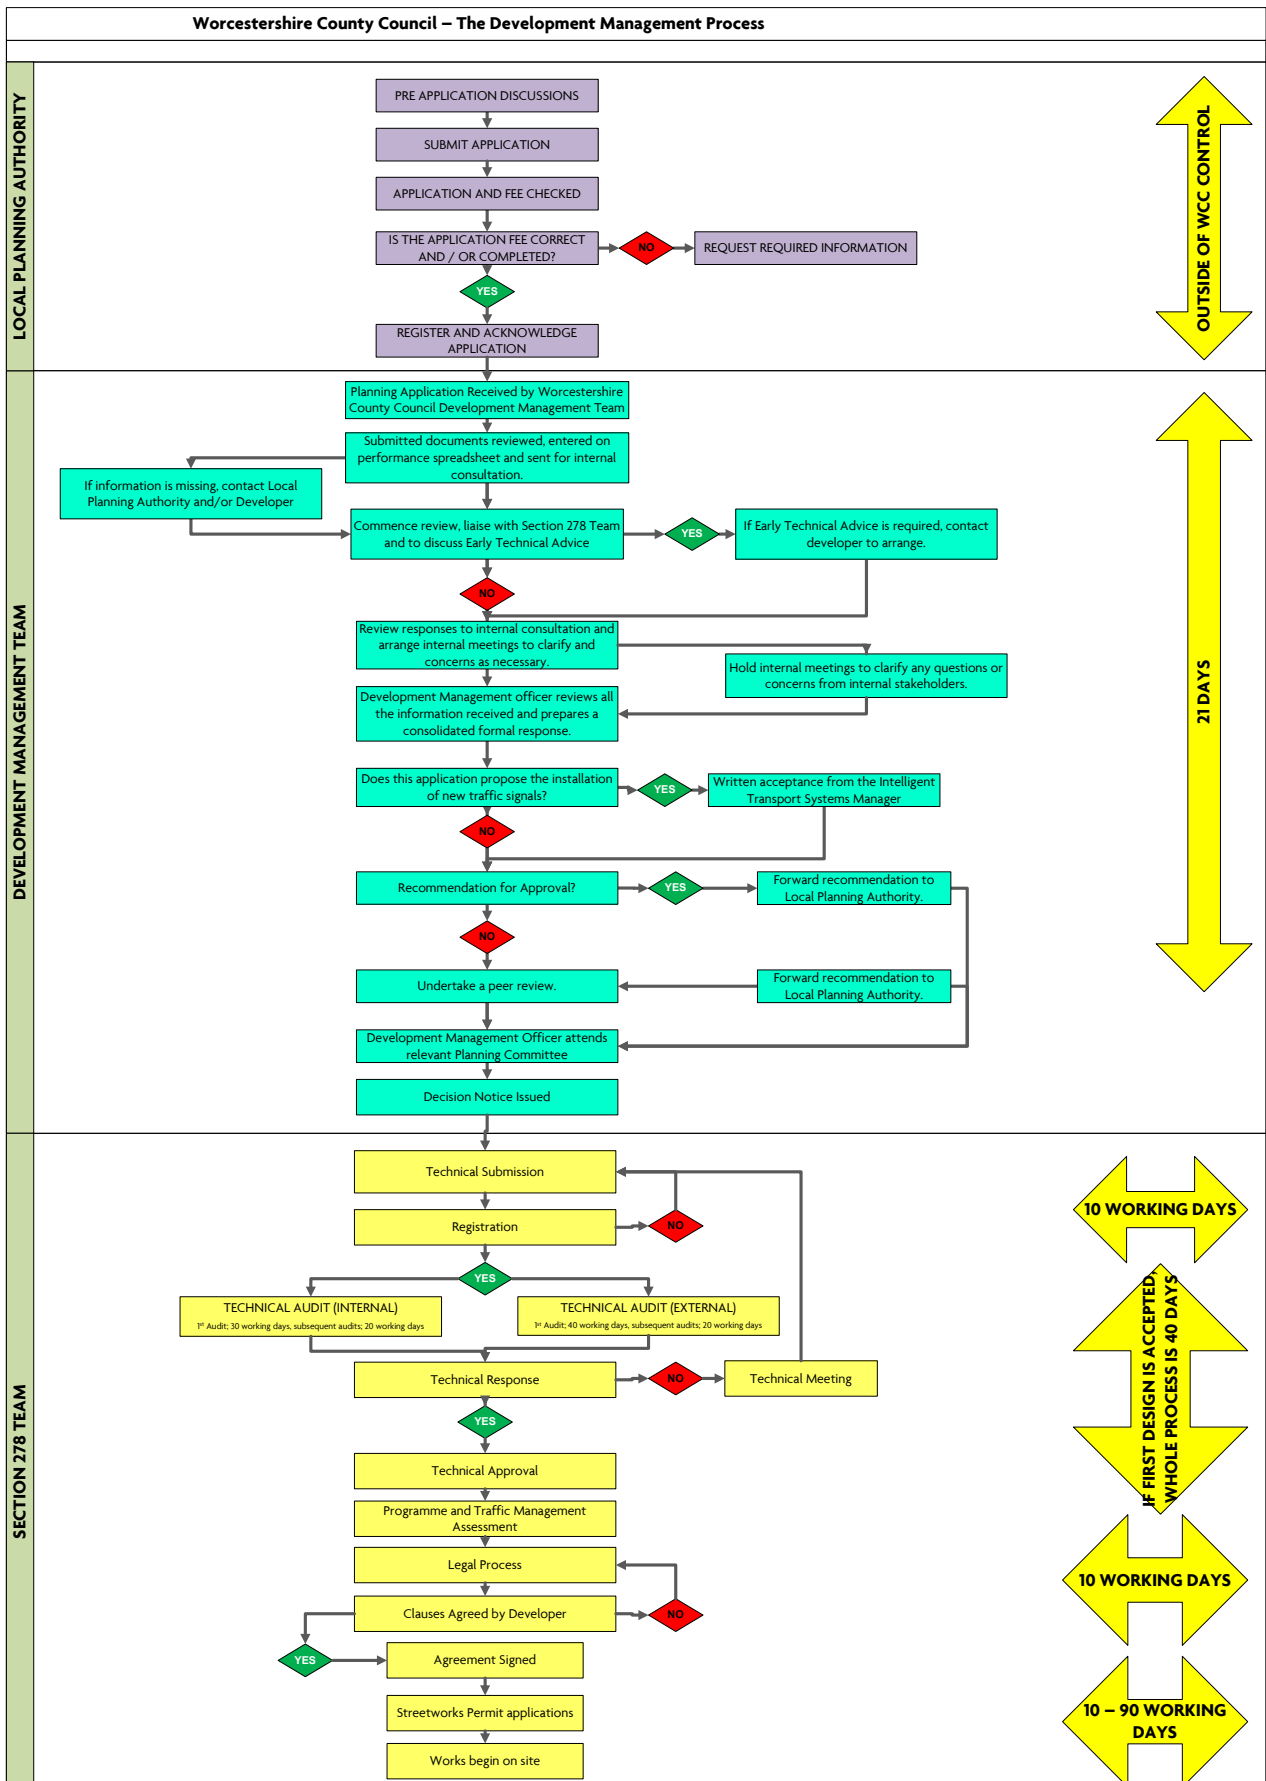 Worcestershire County Council – The Development Management Process
LOCAL PLANNING AUTHORITY
PRE APPLICATION DISCUSSIONS
SUBMIT APPLICATION
APPLICATION AND FEE CHECKED
IS THE APPLICATION FEE CORRECT
AND / OR COMPLETED?
NO
REQUEST REQUIRED INFORMATION
YES
REGISTER AND ACKNOWLEDGE
APPLICATION
OUTSIDE OF WCC CONTROL
DEVELOPMENT MANAGEMENT TEAM
Planning Application Received by Worcestershire
County Council Development Management Team
Submitted documents reviewed, entered on
performance spreadsheet and sent for internal
consultation.
If information is missing, contact Local
Planning Authority and/or Developer
Commence review, liaise with Section 278 Team
and to discuss Early Technical Advice
YES
If Early Technical Advice is required, contact
developer to arrange.
NO
Review responses to internal consultation and
arrange internal meetings to clarify and
concerns as necessary.
Hold internal meetings to clarify any questions or
concerns from internal stakeholders.
Development Management officer reviews all
the information received and prepares a
consolidated formal response.
Does this application propose the installation
of new traffic signals?
YES
Written acceptance from the Intelligent
Transport Systems Manager
NO
Recommendation for Approval?
YES
Forward recommendation to
Local Planning Authority.
NO
Undertake a peer review.
Forward recommendation to
Local Planning Authority.
Development Management Officer attends
relevant Planning Committee
Decision Notice Issued
21 DAYS
SECTION 278 TEAM
Technical Submission
Registration
NO
YES
TECHNICAL AUDIT (INTERNAL)
1st Audit; 30 working days, subsequent audits; 20 working days
TECHNICAL AUDIT (EXTERNAL)
1st Audit; 40 working days, subsequent audits; 20 working days
Technical Response
NO
Technical Meeting
YES
Technical Approval
Programme and Traffic Management
Assessment
Legal Process
Clauses Agreed by Developer
NO
YES
Agreement Signed
Streetworks Permit applications
Works begin on site
10 WORKING DAYS
IF FIRST DESIGN IS ACCEPTED,
WHOLE PROCESS IS 40 DAYS
10 WORKING DAYS
10 – 90 WORKING
DAYS